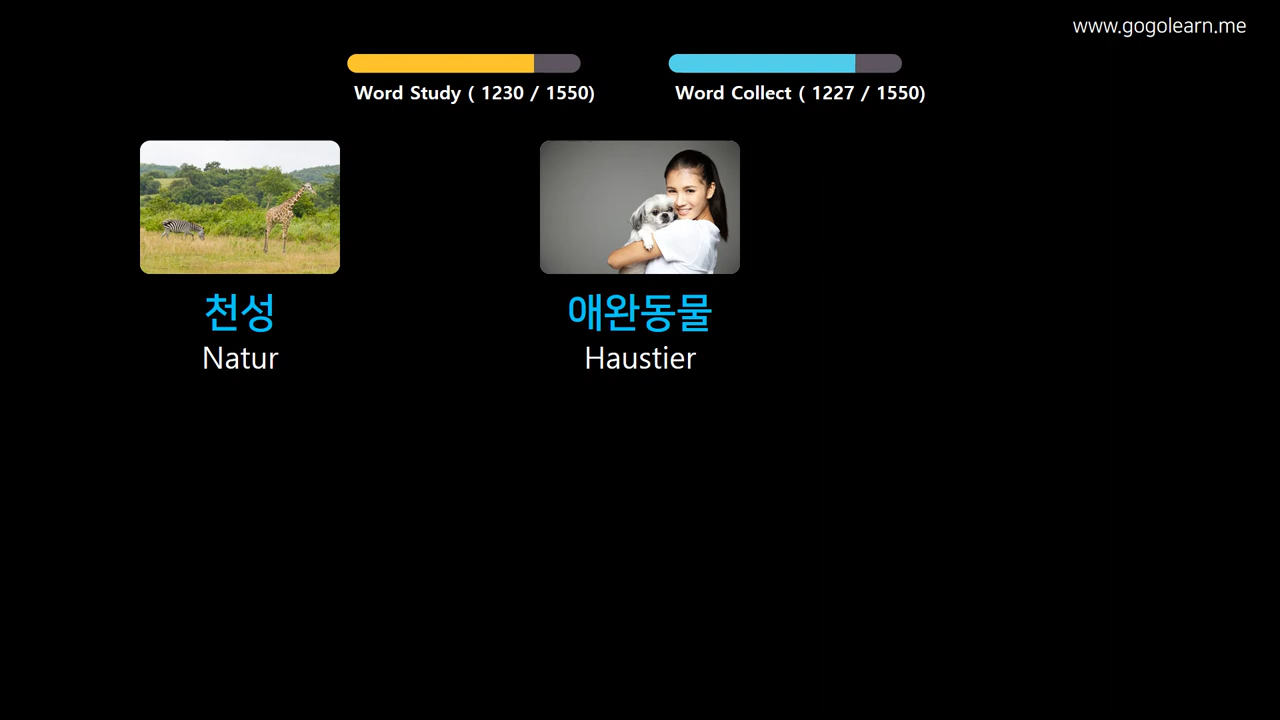 www.gogolearn.me
Word Study ( 1230 / 1550)
Word Collect ( 1227 / 1550)
천성
Natur
애완동물
Haustier